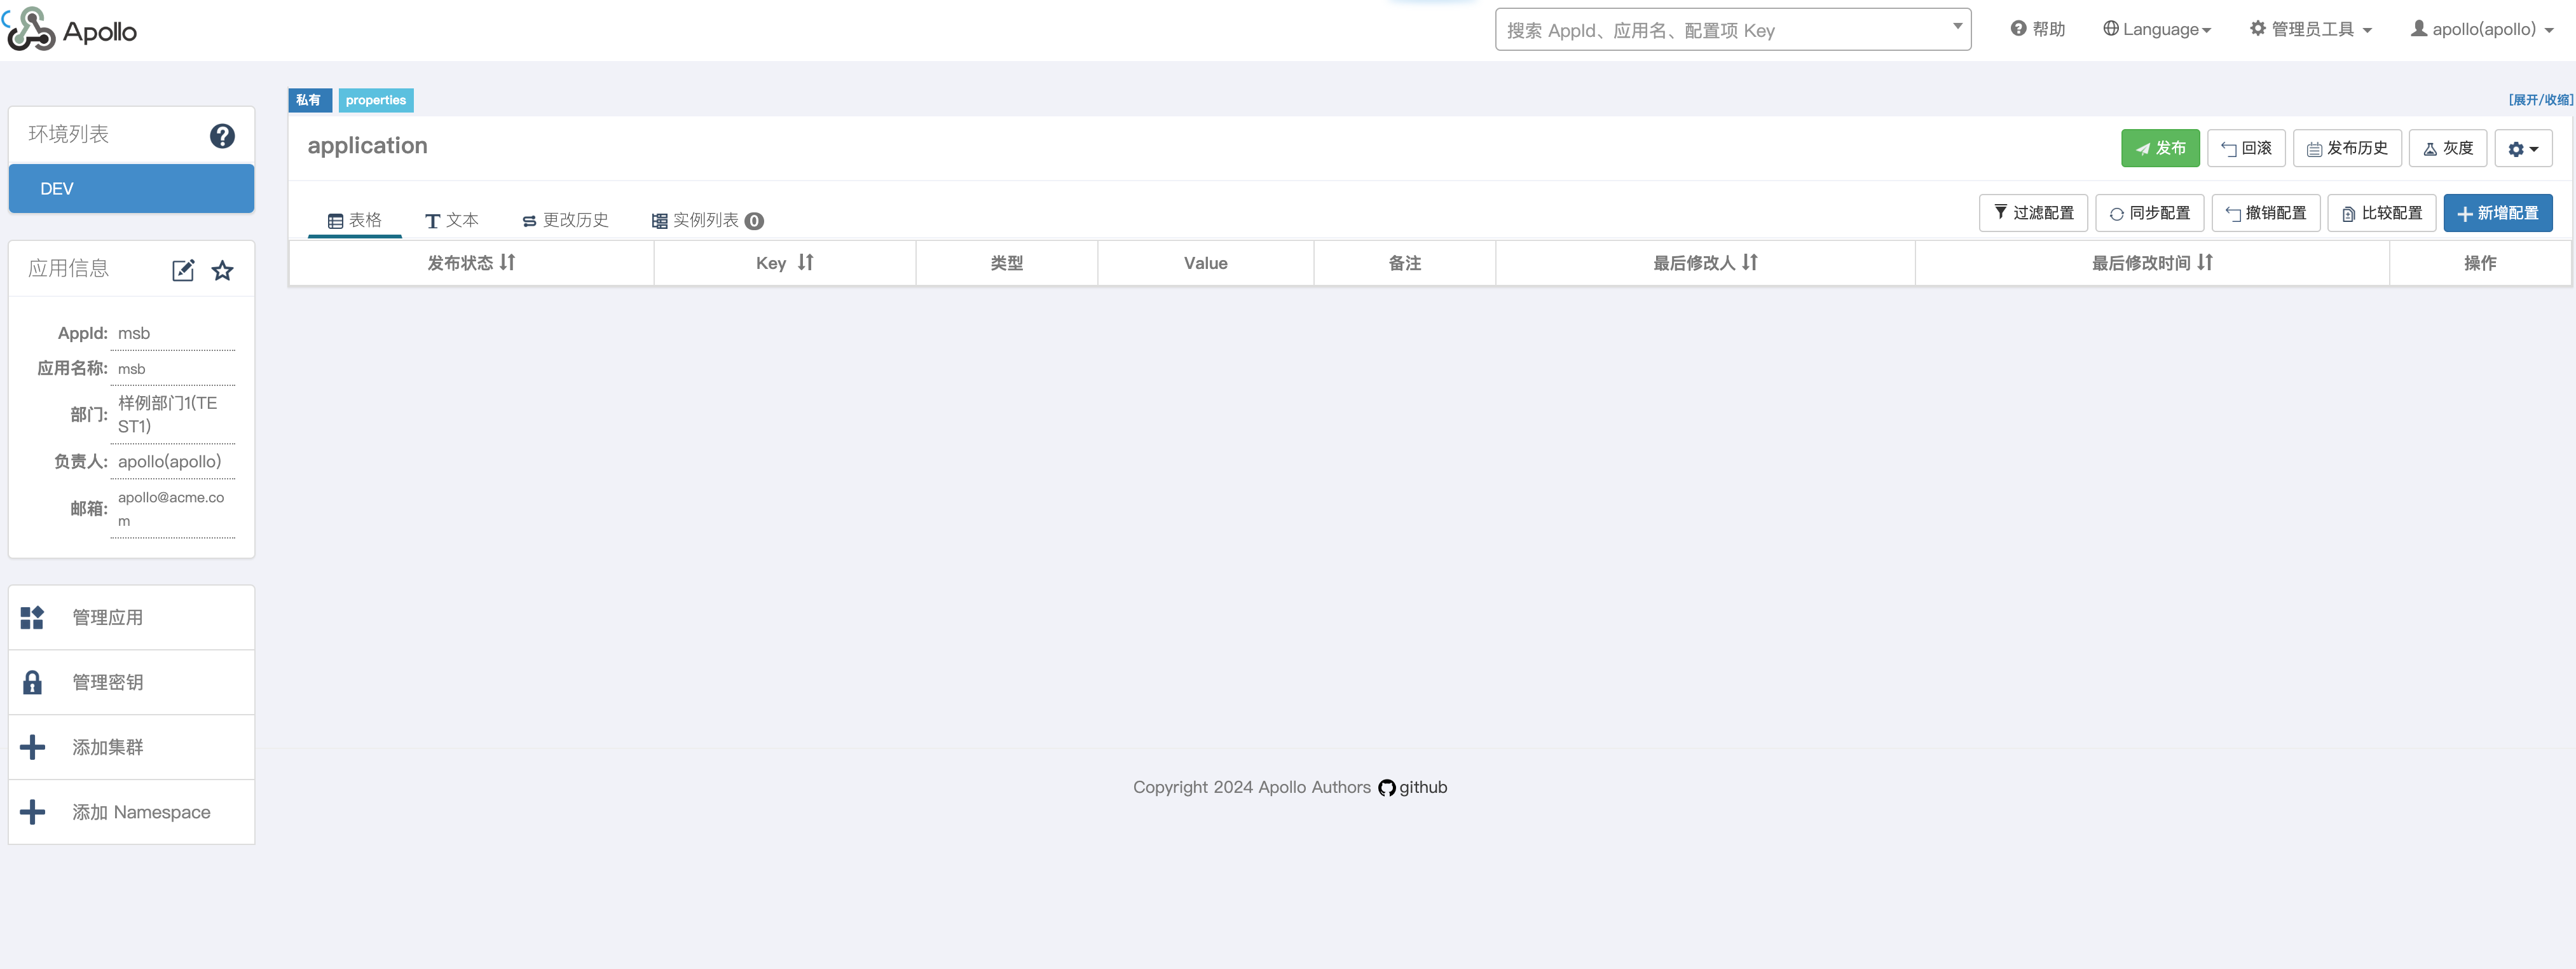 Apollo
搜索 AppId、应用名、配置项 Key
帮助
Language
管理员工具
apollo(apollo)
环境列表
DEV
应用信息
AppId: msb
应用名称: msb
部门: 样例部门1(TE
ST1)
负责人: apollo(apollo)
邮箱: apollo@acme.co
m
管理应用
管理密钥
添加集群
添加 Namespace
私有 properties
[展开/收缩]
application
发布 回滚 发布历史 灰度
表格 文本 更改历史 实例列表 0
过滤配置 同步配置 撤销配置 比较配置 新增配置
发布状态 Key 类型 Value 备注 最后修改人 最后修改时间 操作
Copyright 2024 Apollo Authors github